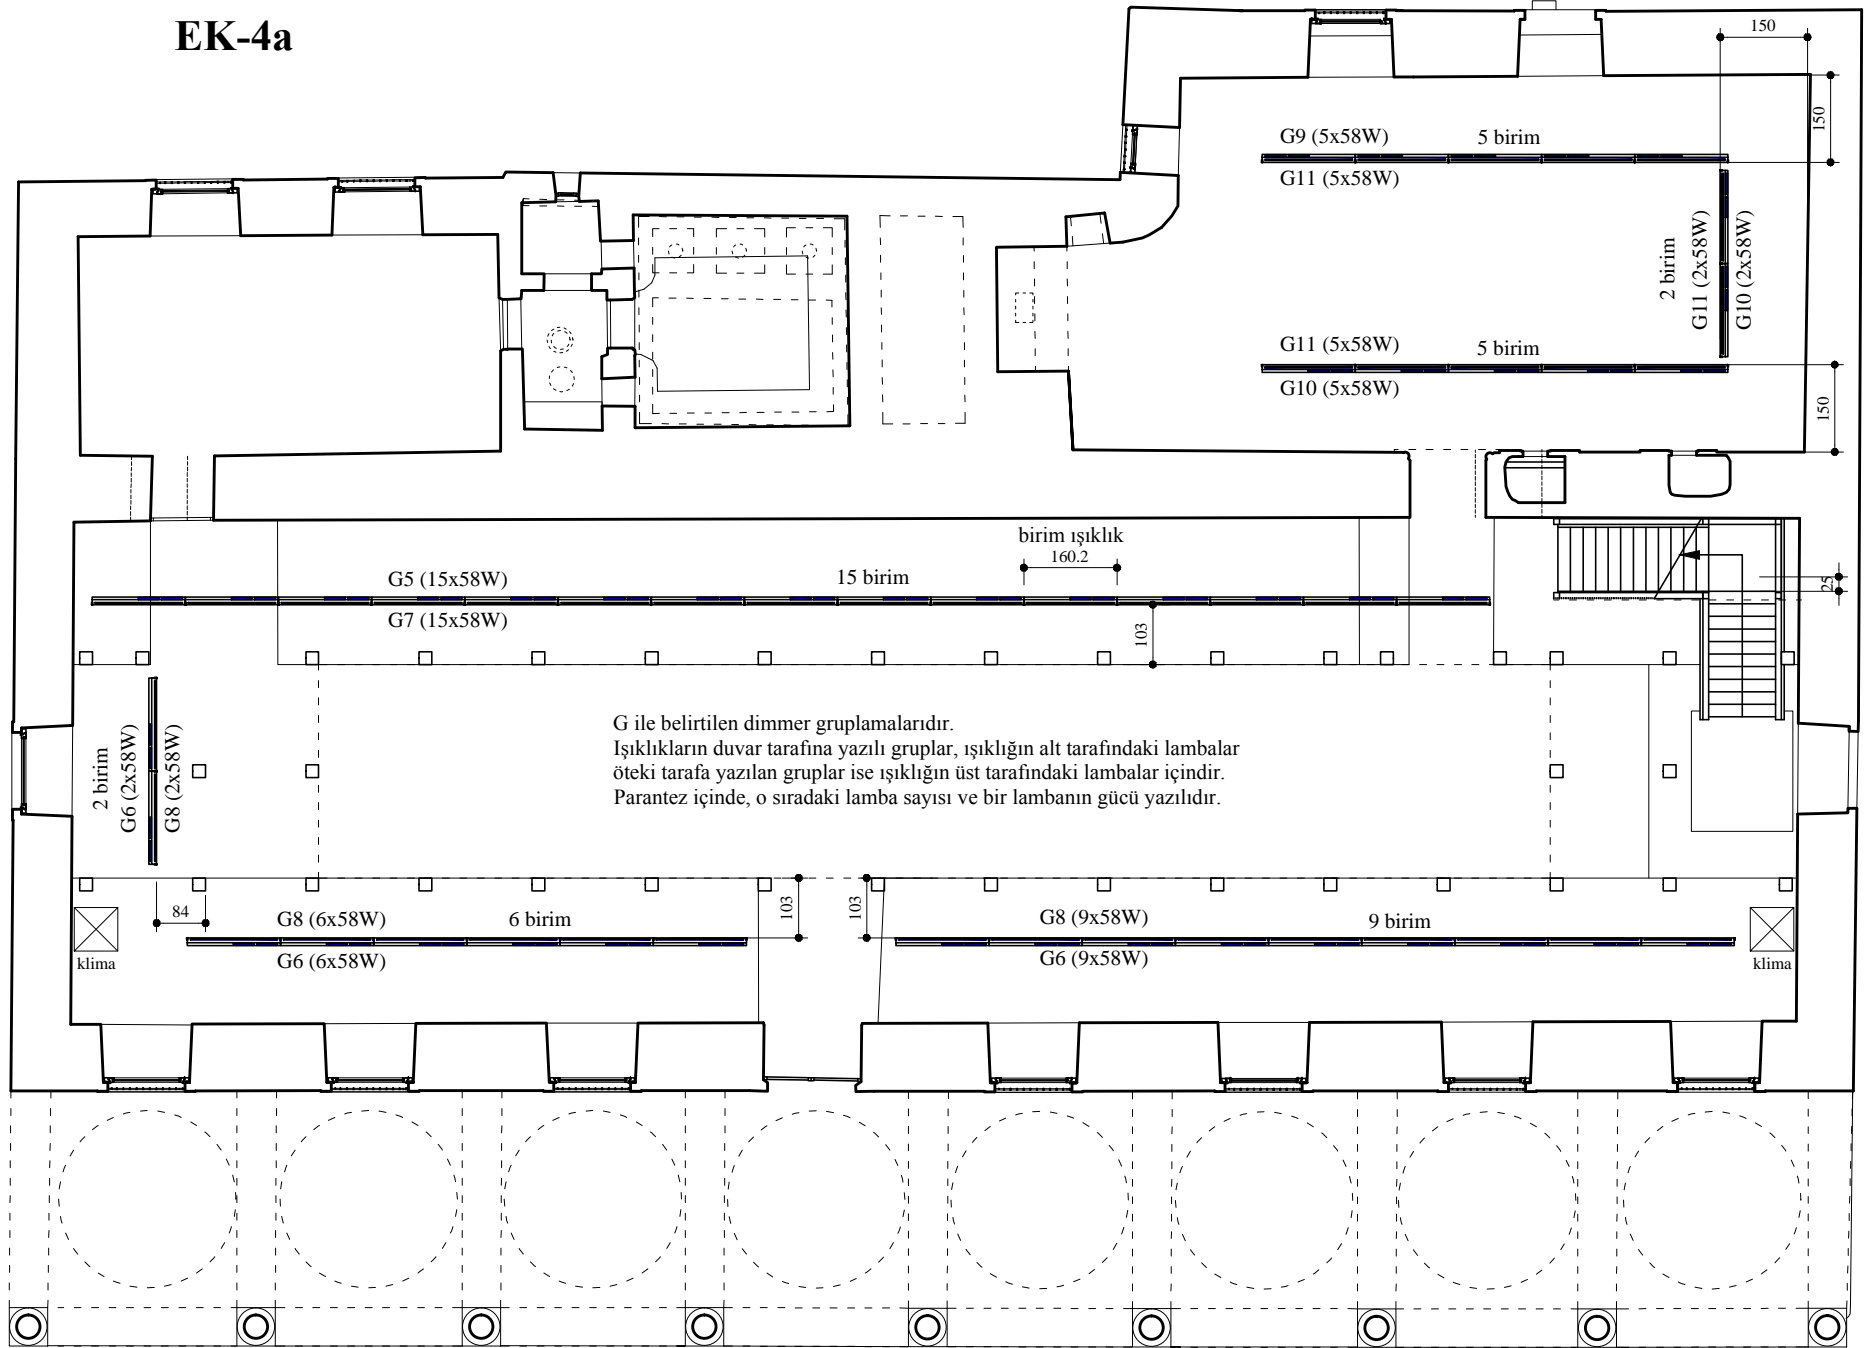 EK-4a
150
150
G9 (5x58W)
5 birim
G11 (5x58W)
2 birim
G11 (2x58W)
G10 (2x58W)
G11 (5x58W)
5 birim
G10 (5x58W)
150
birim ışıklık
160.2
G5 (15x58W)
15 birim
G7 (15x58W)
25
103
2 birim
G6 (2x58W)
G8 (2x58W)
G ile belirtilen dimmer gruplamalarıdır.
Işıklıkların duvar tarafına yazılı gruplar, ışıklığın alt tarafındaki lambalar
öteki tarafa yazılan gruplar ise ışıklığın üst tarafındaki lambalar içindir.
Parantez içinde, o sıradaki lamba sayısı ve bir lambanın gücü yazılıdır.
84
G8 (6x58W)
6 birim
103
103
G8 (9x58W)
9 birim
klima
G6 (6x58W)
G6 (9x58W)
klima